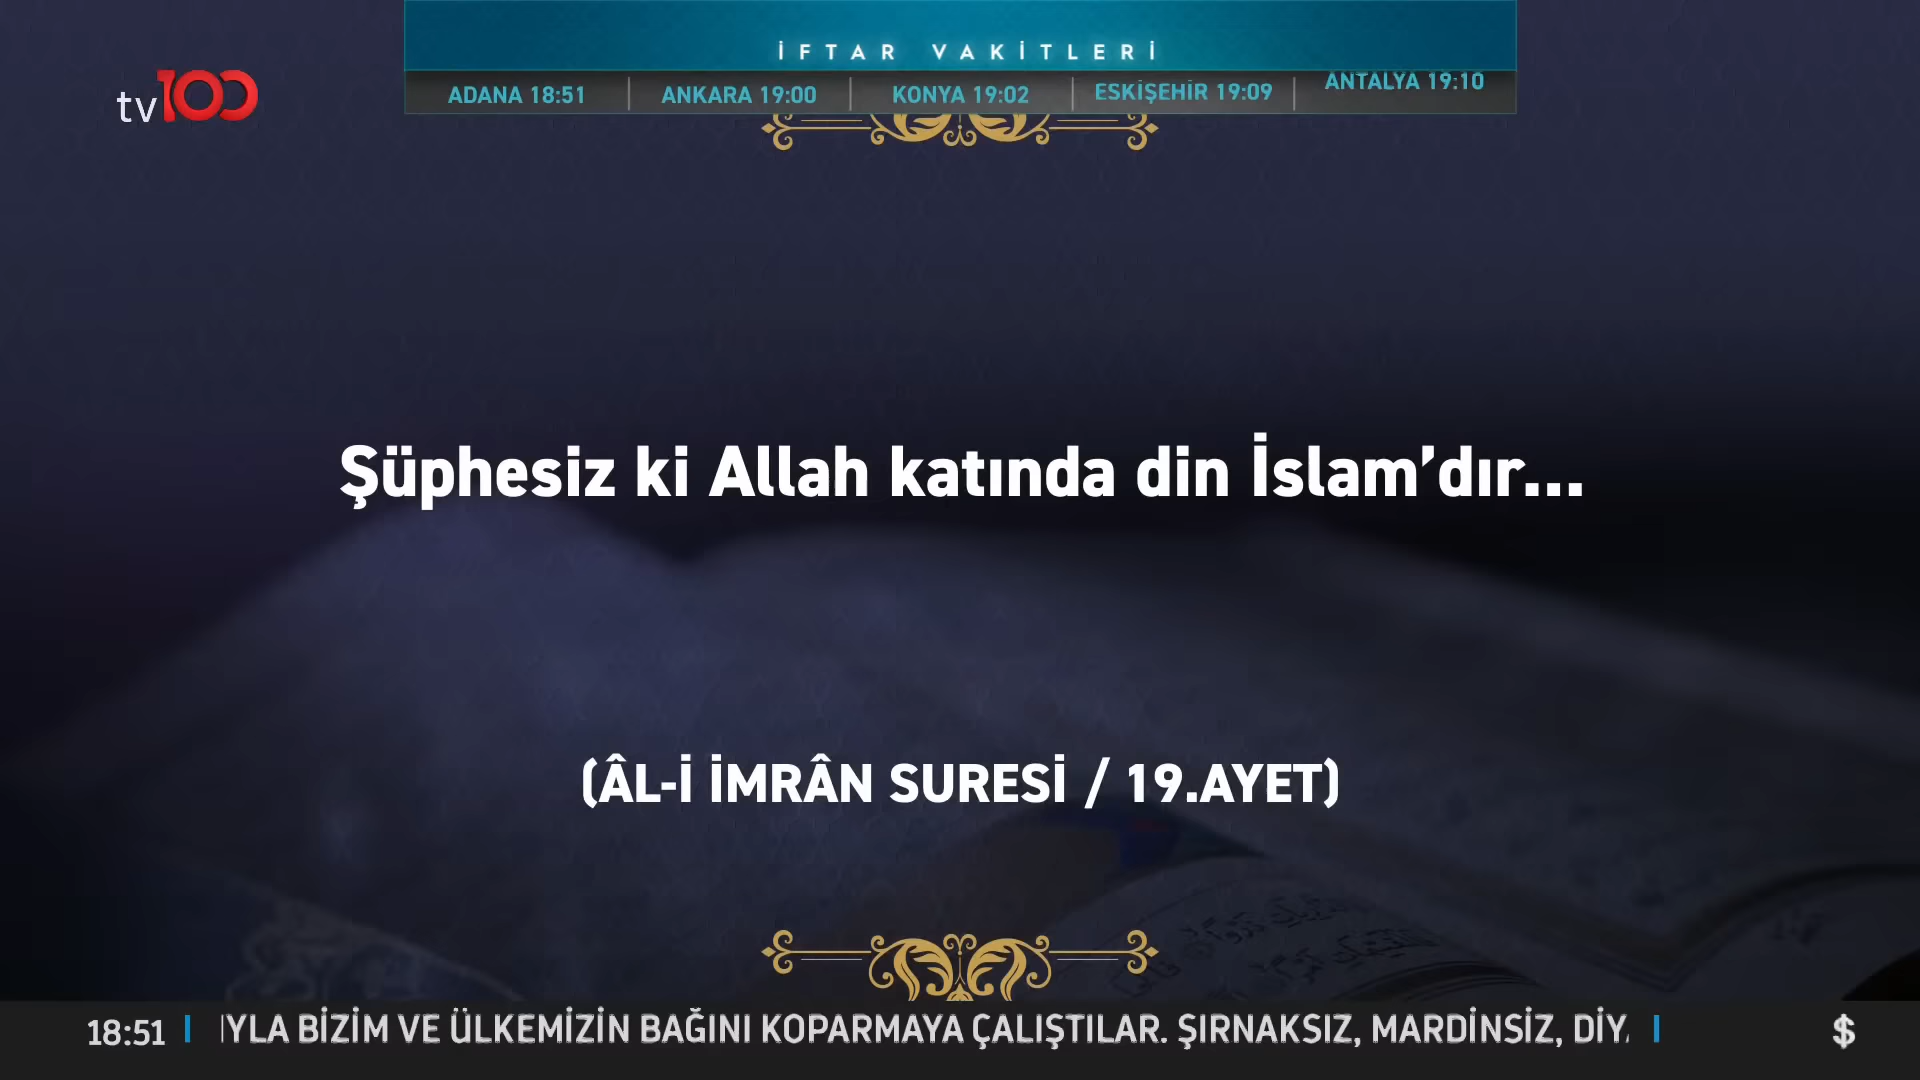 İFTAR VAKİTLERİ
tv100
ADANA 18:51
ANKARA 19:00
KONYA 19:02
ESKİŞEHİR 19:09
ANTALYA 19:10
Şüphesiz ki Allah katında din İslam’dır...
(ÂL-İ İMRÂN SURESİ / 19.AYET)
18:51
BİZİM VE ÜLKEMİZİN BAĞINI KOPARMAYA ÇALIŞTILAR. ŞIRNAKSIZ, MARDİNSİZ,
$